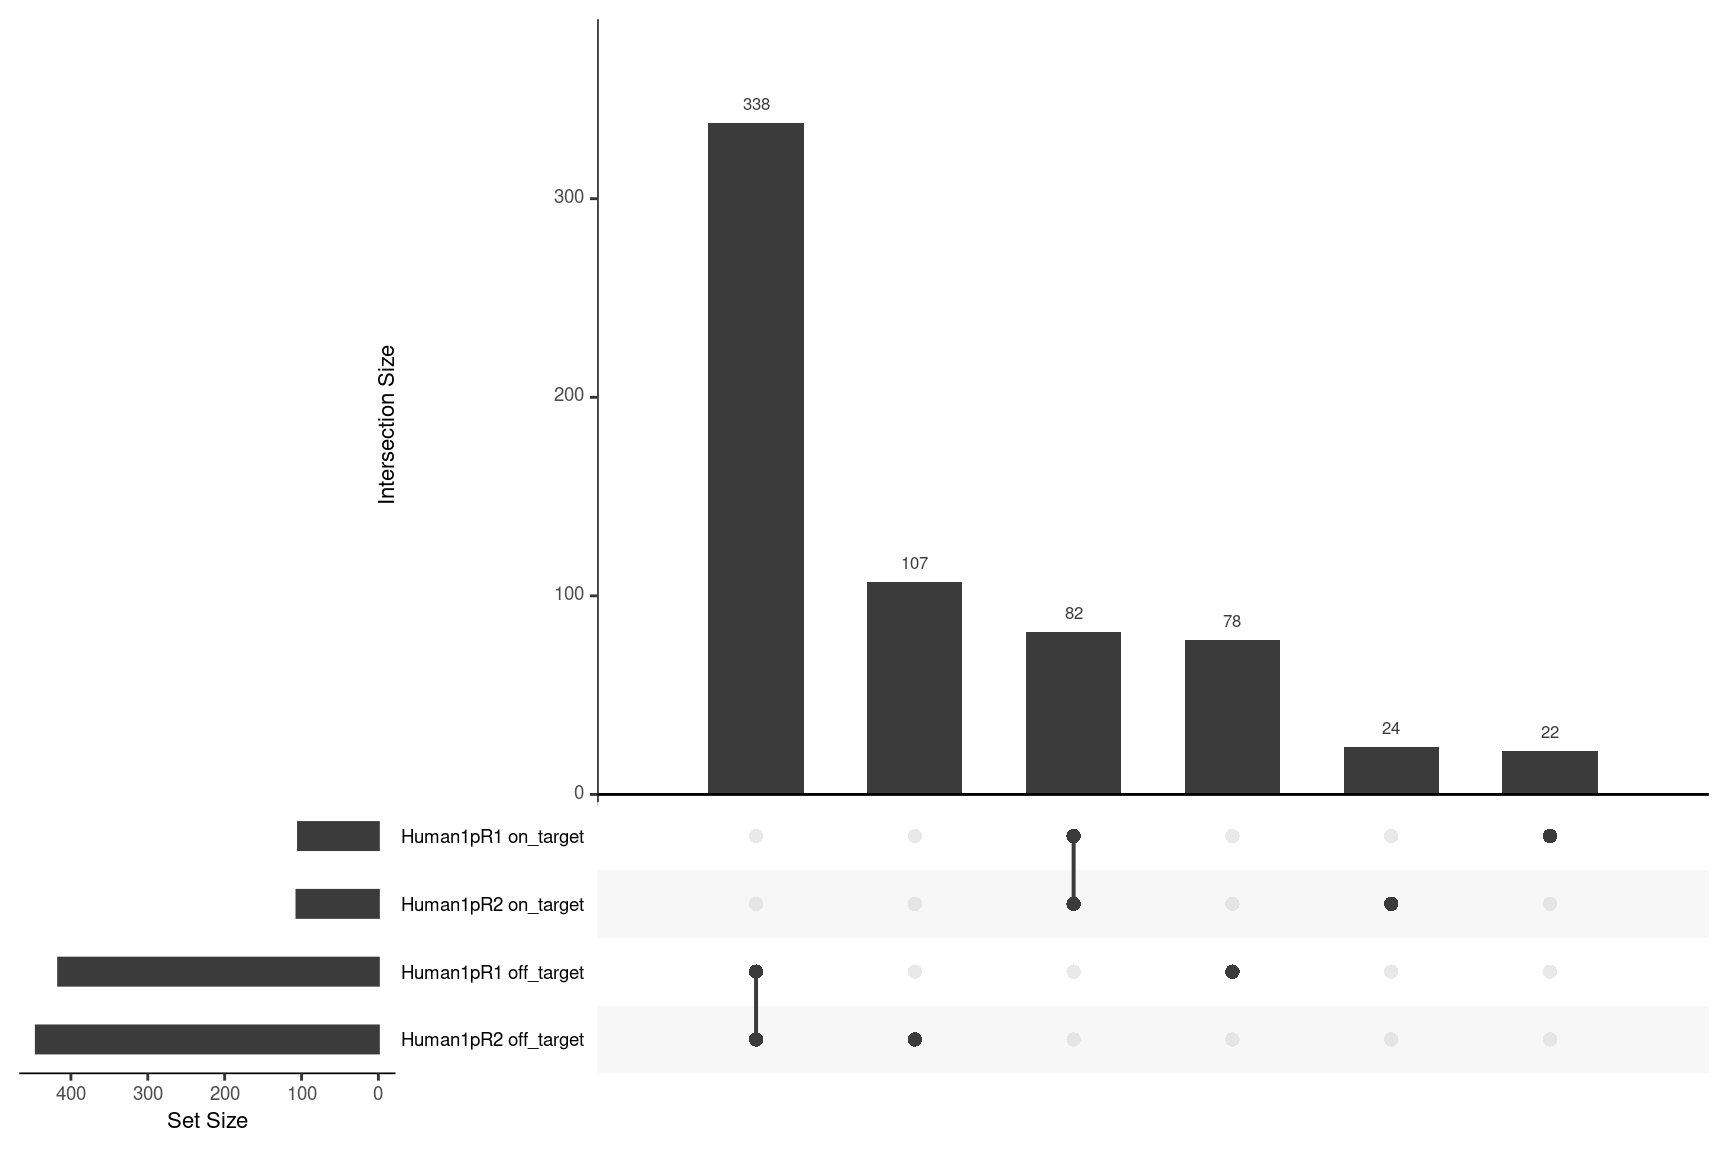 338
300
Intersection Size
200
107
100
82
78
24
22
0
Human1pR1 on_target
Human1pR2 on_target
Human1pR1 off_target
Human1pR2 off_target
400 300 200 100 0
Set Size